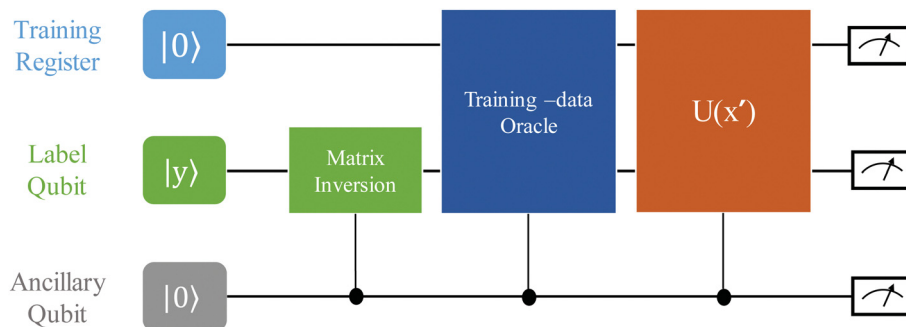 Training
Register
|0⟩
Training –data
Oracle
U(x′)
Label
Qubit
|y⟩
Matrix
Inversion
Ancillary
Qubit
|0⟩